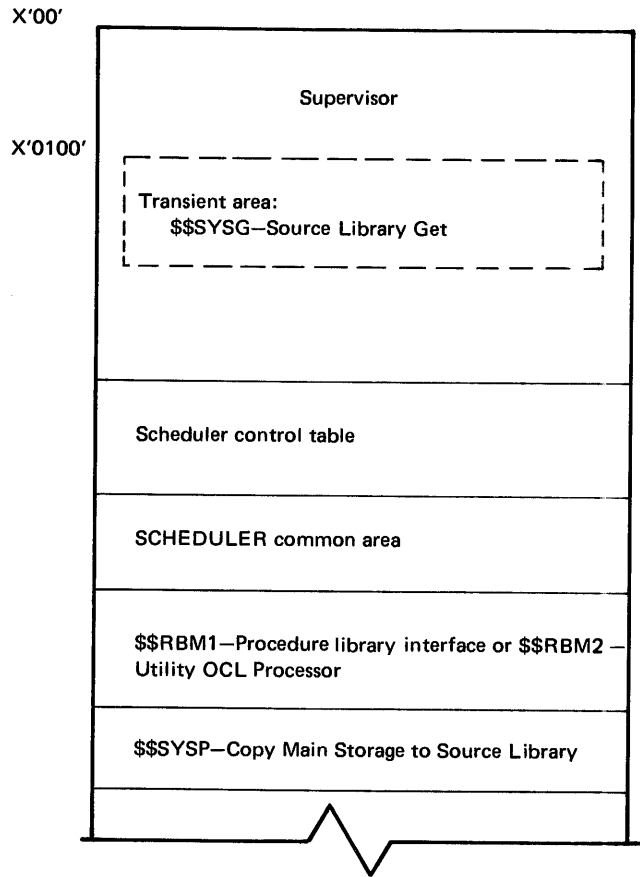 X'00'
Supervisor
X'0100'
Transient area:
$$SYSG—Source Library Get
Scheduler control table
SCHEDULER common area
$$RBM1—Procedure library interface or $$RBM2 —
Utility OCL Processor
$$SYSP—Copy Main Storage to Source Library